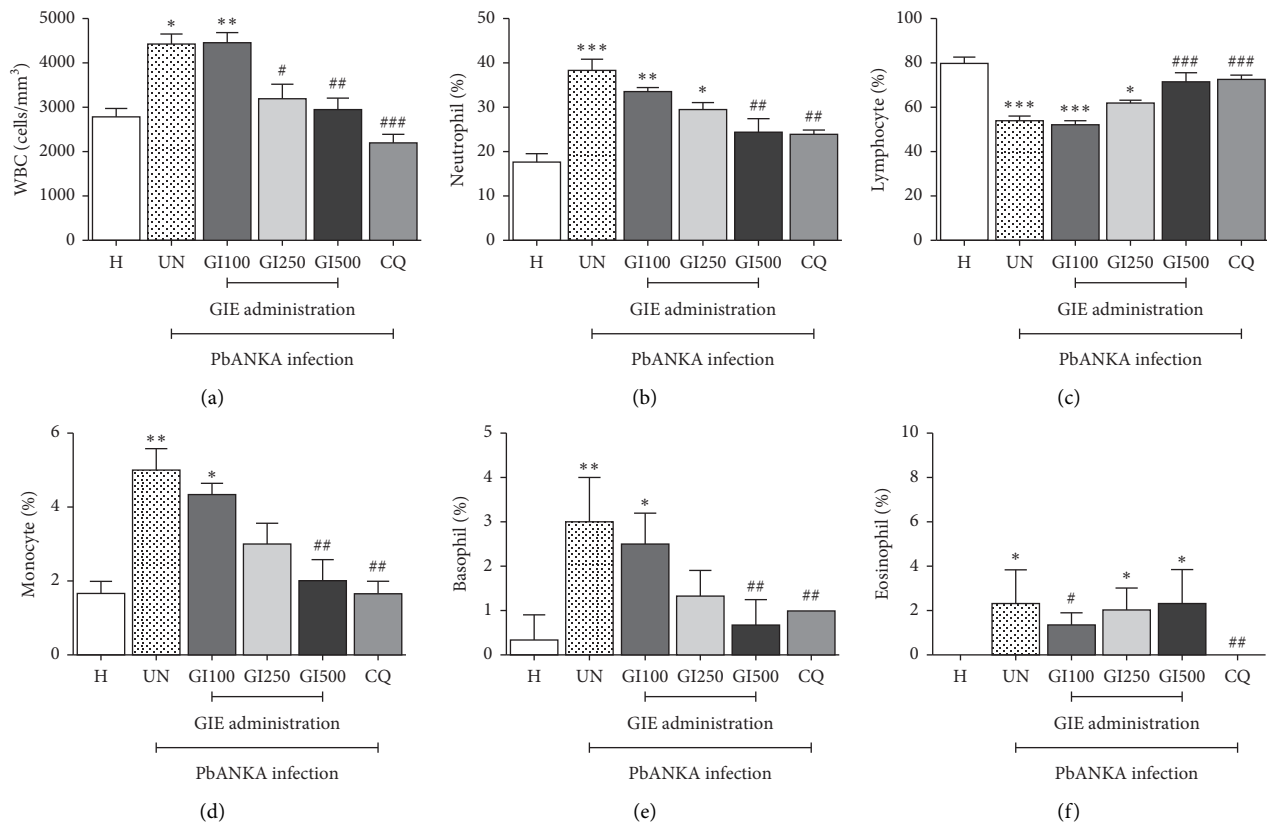 WBC (cells/mm³)
5000
4000
3000
2000
1000
0
*
**
#
##
###
H UN GI100 GI250 GI500 CQ
GIE administration
PbANKA infection
(a)
Neutrophil (%)
50
40
30
20
10
0
***
**
*
##
##
H UN GI100 GI250 GI500 CQ
GIE administration
PbANKA infection
(b)
Lymphocyte (%)
100
80
60
40
20
0
***
***
*
###
###
H UN GI100 GI250 GI500 CQ
GIE administration
PbANKA infection
(c)
Monocyte (%)
6
4
2
0
**
*
##
##
H UN GI100 GI250 GI500 CQ
GIE administration
PbANKA infection
(d)
Basophil (%)
5
4
3
2
1
0
**
*
##
##
H UN GI100 GI250 GI500 CQ
GIE administration
PbANKA infection
(e)
Eosinophil (%)
10
8
6
4
2
0
*
#
*
*
##
H UN GI100 GI250 GI500 CQ
GIE administration
PbANKA infection
(f)